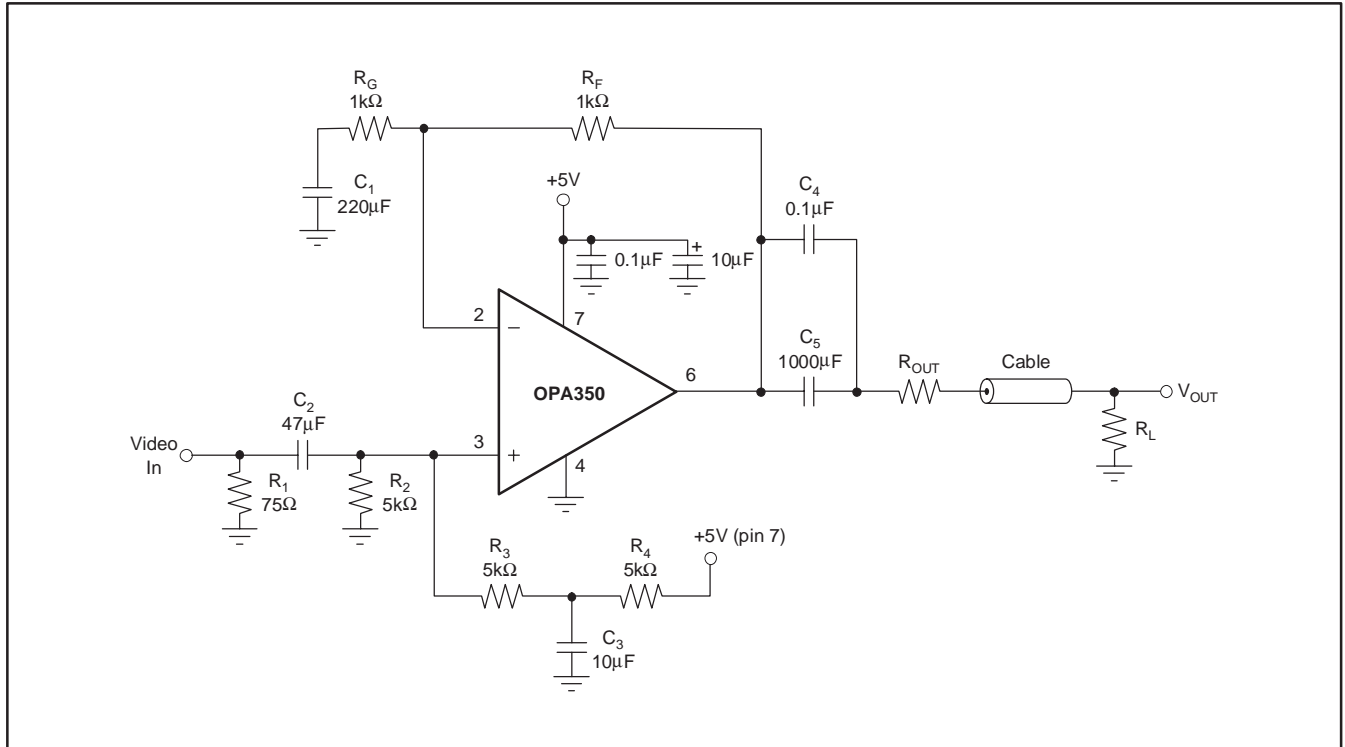 R_G
1kΩ
R_F
1kΩ
C_1
220μF
+5V
C_4
0.1μF
0.1μF
+
10μF
2
−
7
C_5
1000μF
R_OUT
Cable
6
OPA350
V_OUT
R_L
C_2
47μF
Video
In
3
+
4
R_1
75Ω
R_2
5kΩ
R_3
5kΩ
R_4
5kΩ
+5V (pin 7)
C_3
10μF